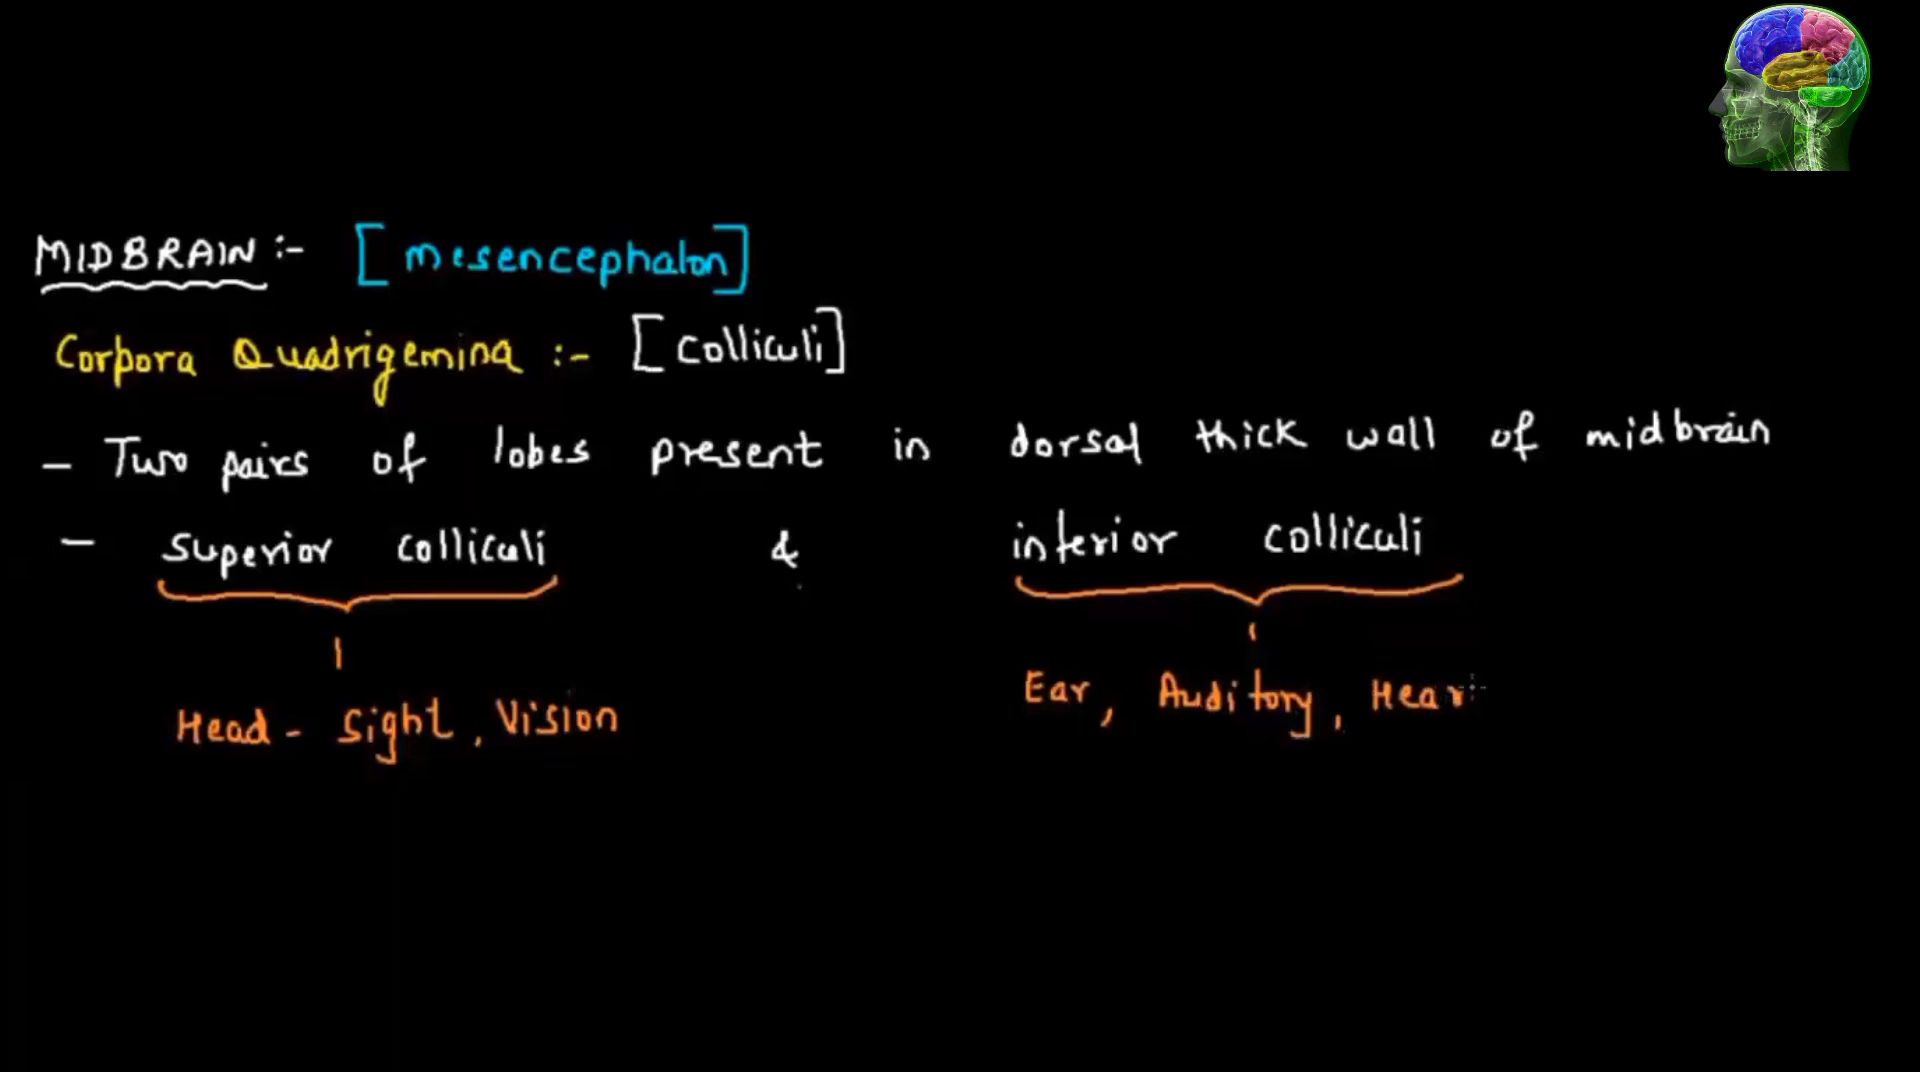 MIDBRAIN :- [mesencephalon]
Corpora Quadrigemina :- [Colliculi]
- Two pairs of lobes present in dorsal thick wall of midbrain
- Superior colliculi & inferior colliculi
Head - Sight, Vision
Ear, Auditory, Hear